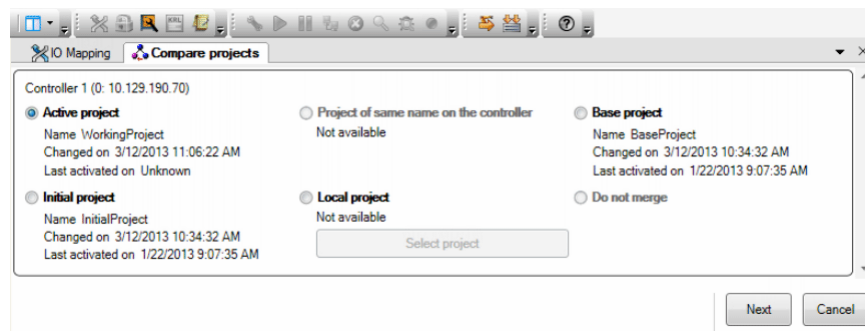 KRL
IO Mapping
Compare projects
Controller 1 (0: 10.129.190.70)
Active project
Name WorkingProject
Changed on 3/12/2013 11:06:22 AM
Last activated on Unknown
Project of same name on the controller
Not available
Base project
Name BaseProject
Changed on 3/12/2013 10:34:32 AM
Last activated on 1/22/2013 9:07:35 AM
Initial project
Name InitialProject
Changed on 3/12/2013 10:34:32 AM
Last activated on 1/22/2013 9:07:35 AM
Local project
Not available
Select project
Do not merge
Next
Cancel